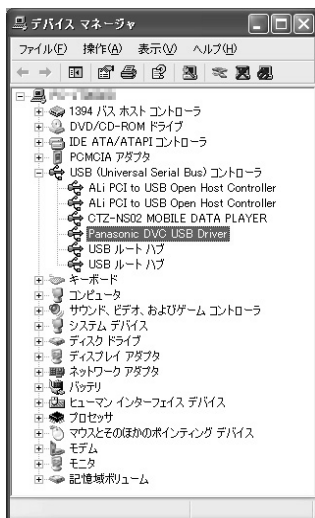 デバイス マネージャ
ファイル(F) 操作(A) 表示(V) ヘルプ(H)
1394 バス ホスト コントローラ
DVD/CD-ROM ドライブ
IDE ATA/ATAPI コントローラ
PCMCIA アダプタ
USB (Universal Serial Bus) コントローラ
ALi PCI to USB Open Host Controller
ALi PCI to USB Open Host Controller
CTZ-NS02 MOBILE DATA PLAYER
Panasonic DVC USB Driver
USB ルート ハブ
USB ルート ハブ
キーボード
コンピュータ
サウンド、ビデオ、およびゲーム コントローラ
システム デバイス
ディスク ドライブ
ディスプレイ アダプタ
ネットワーク アダプタ
バッテリ
ヒューマン インターフェイス デバイス
プロセッサ
マウスとそのほかのポインティング デバイス
モデム
モニタ
記憶域ボリューム